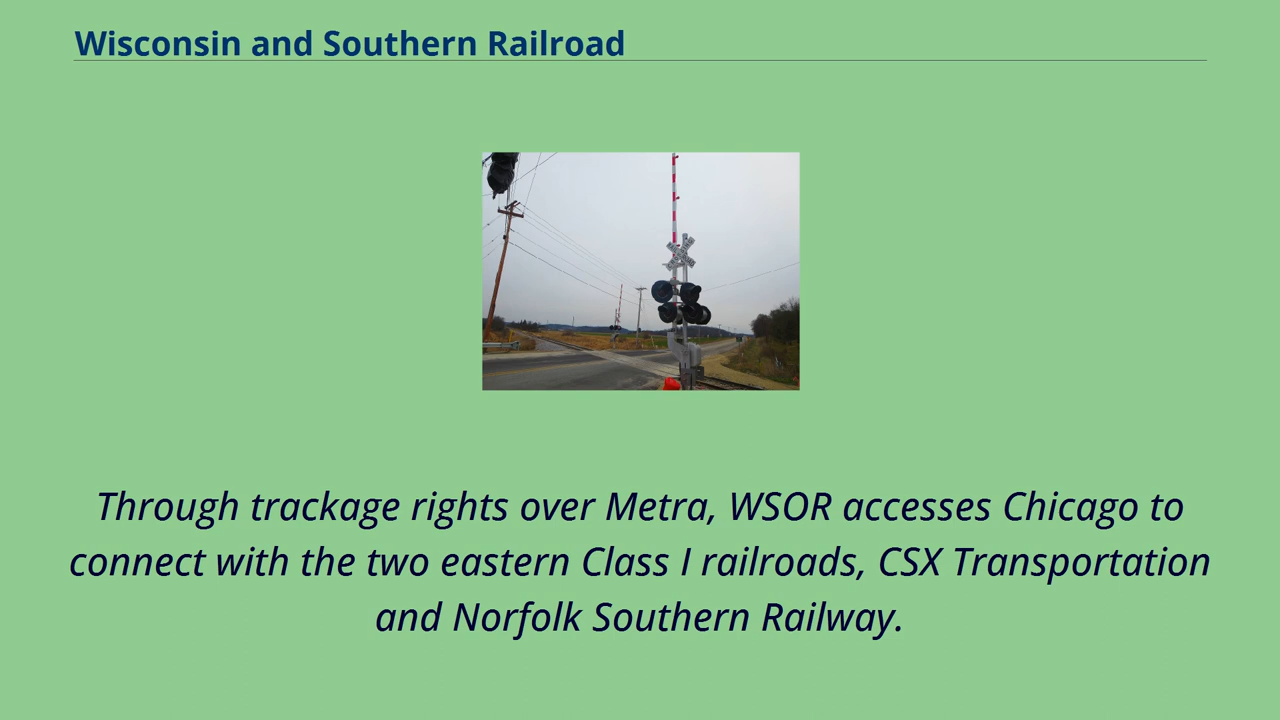 Wisconsin and Southern Railroad
Through trackage rights over Metra, WSOR accesses Chicago to
connect with the two eastern Class I railroads, CSX Transportation
and Norfolk Southern Railway.